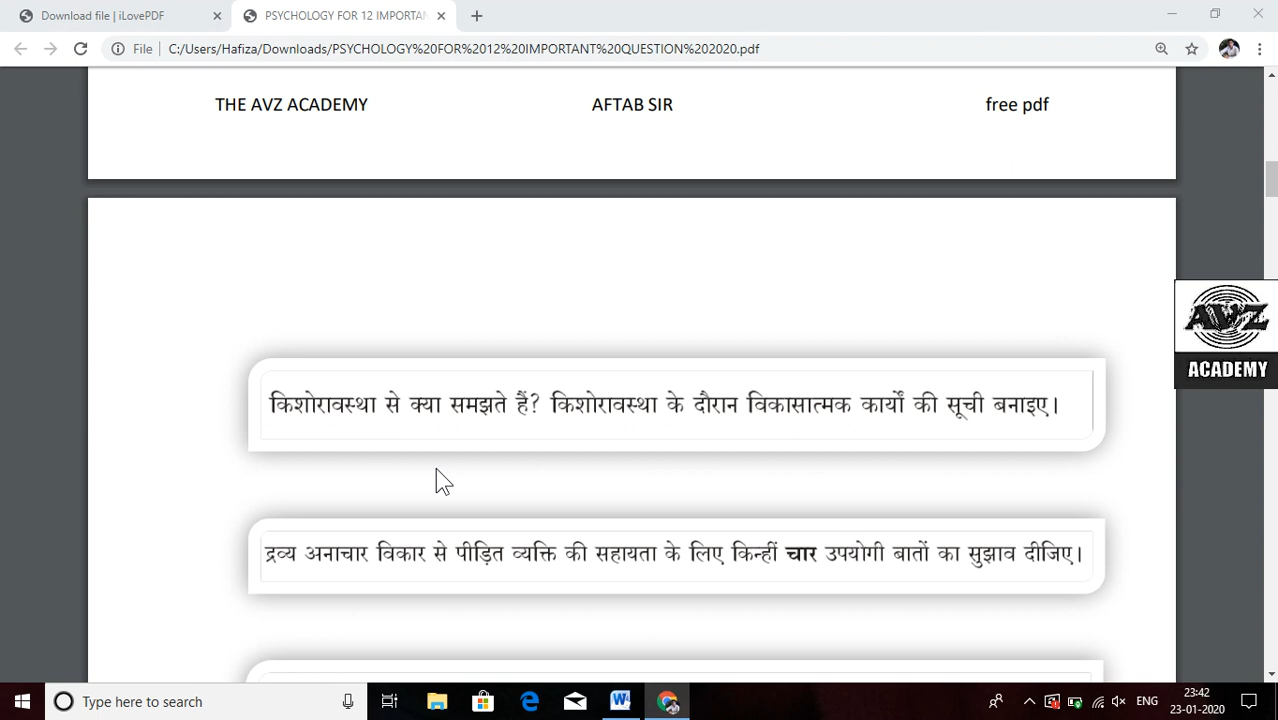 Download file | iLovePDF
PSYCHOLOGY FOR 12 IMPORTAN
File
C:/Users/Hafiza/Downloads/PSYCHOLOGY%20FOR%2012%20IMPORTANT%20QUESTION%202020.pdf
THE AVZ ACADEMY AFTAB SIR free pdf
AVZ
ACADEMY
किशोरावस्था से क्या समझते हैं? किशोरावस्था के दौरान विकासात्मक कार्यों की सूची बनाइए।
द्रव्य अनाचार विकार से पीड़ित व्यक्ति की सहायता के लिए किन्हीं चार उपयोगी बातों का सुझाव दीजिए।
Type here to search
ENG
23:42
23-01-2020